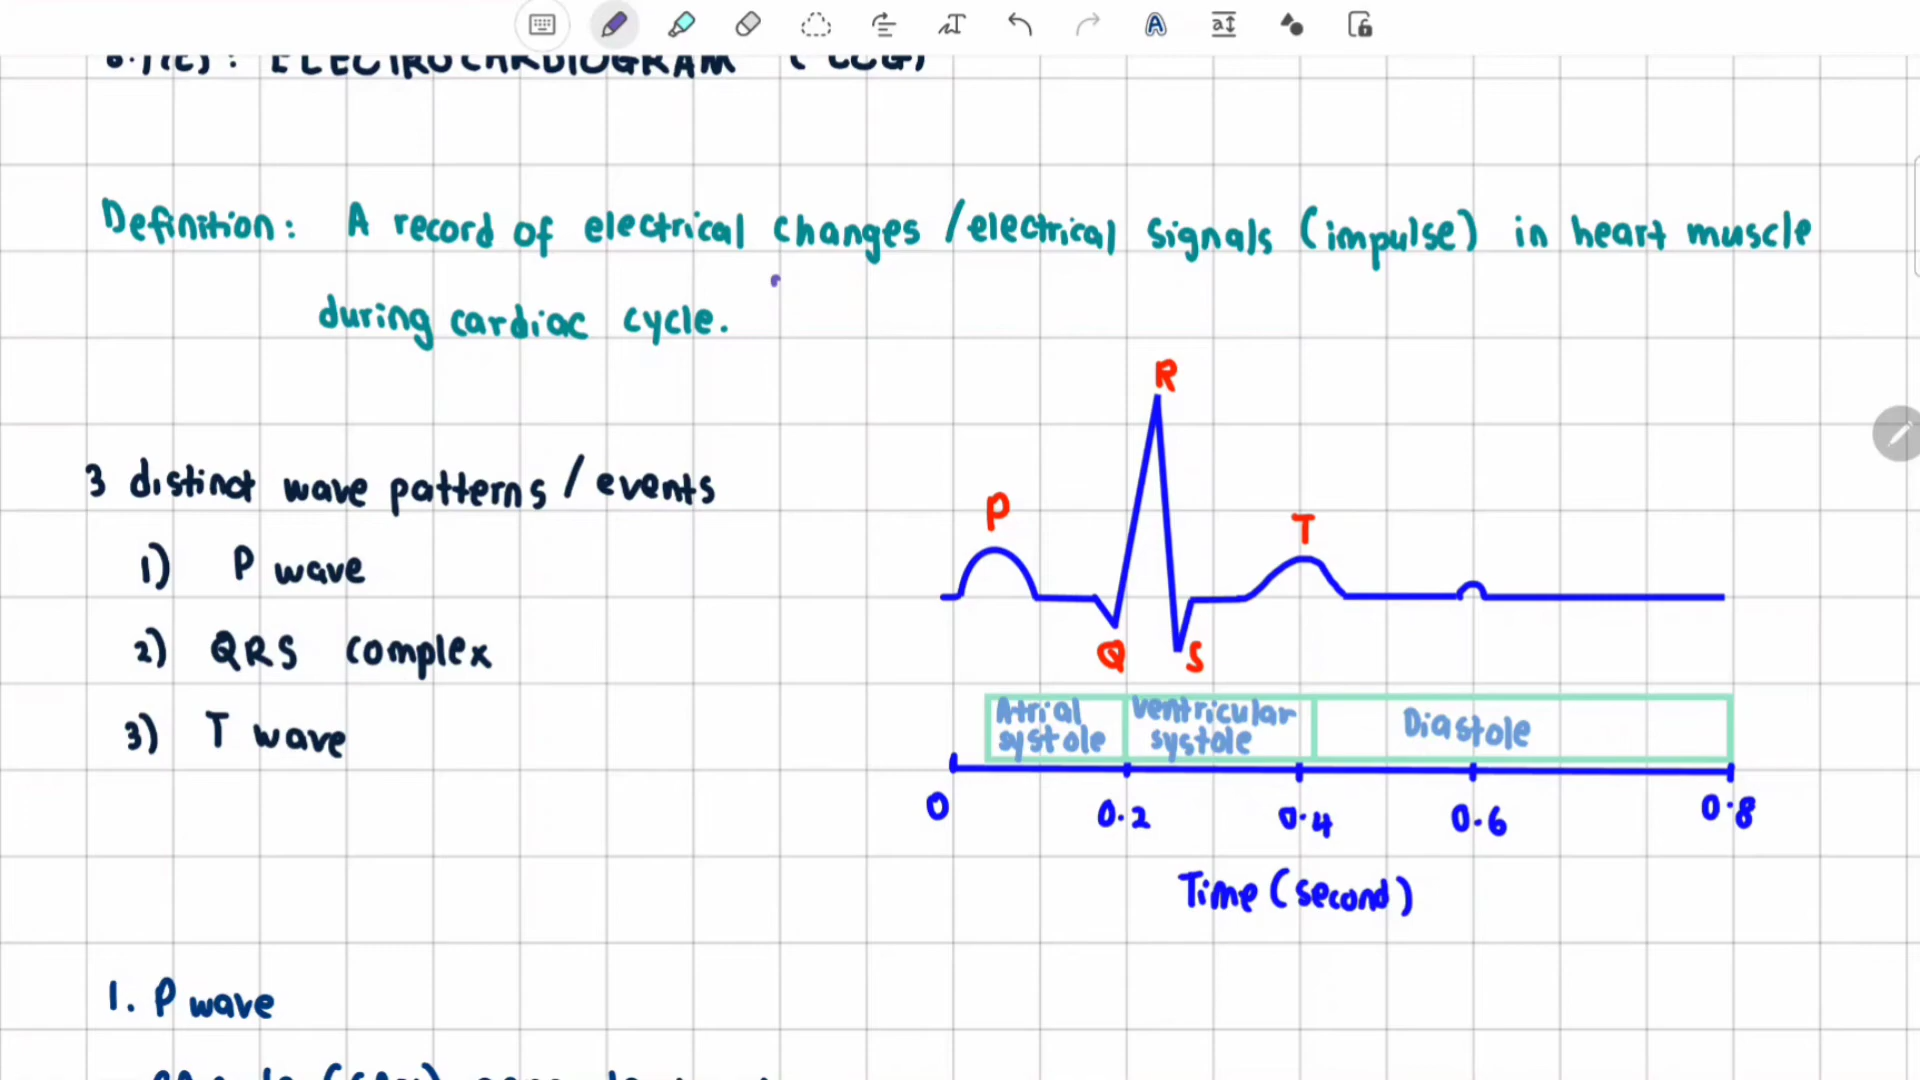 ELECTROCARDIOGRAM (ECG)
Definition: A record of electrical changes / electrical signals (impulse) in heart muscle
during cardiac cycle.
3 distinct wave patterns / events
1) P wave
2) QRS complex
3) T wave
R
P
T
Q
S
Atrial
systole
Ventricular
systole
Diastole
0
0.2
0.4
0.6
0.8
Time (second)
1. P wave